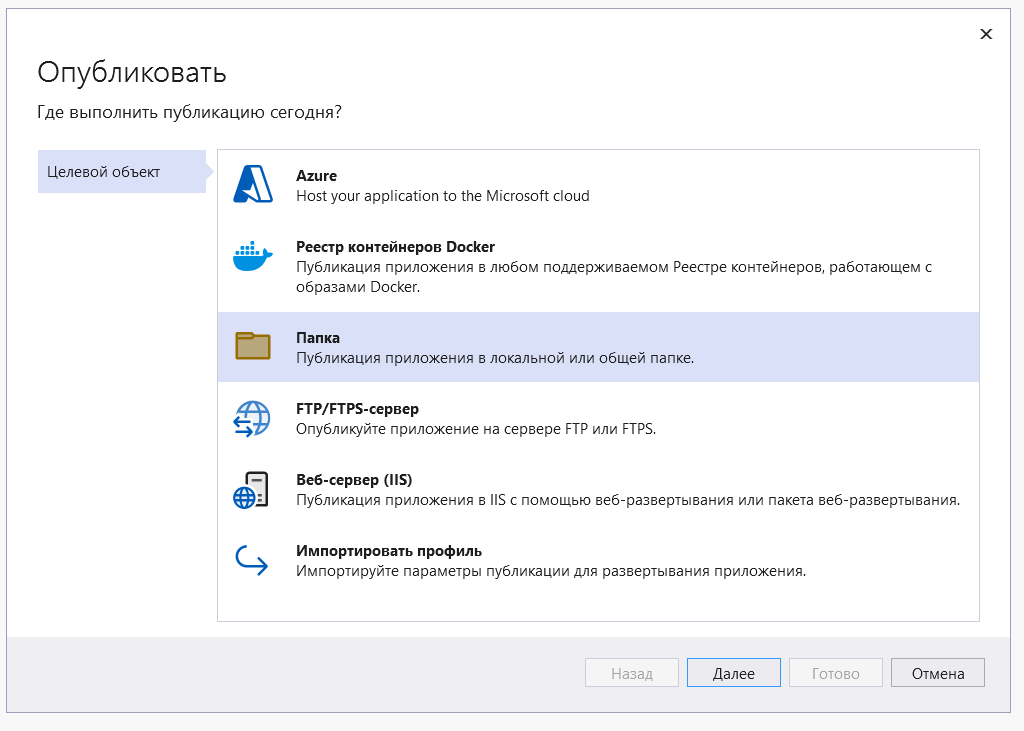 Опубликовать
Где выполнить публикацию сегодня?
Целевой объект
Azure
Host your application to the Microsoft cloud
Реестр контейнеров Docker
Публикация приложения в любом поддерживаемом Реестре контейнеров, работающем с
образами Docker.
Папка
Публикация приложения в локальной или общей папке.
FTP/FTPS-сервер
Опубликуйте приложение на сервере FTP или FTPS.
Веб-сервер (IIS)
Публикация приложения в IIS с помощью веб-развертывания или пакета веб-развертывания.
Импортировать профиль
Импортируйте параметры публикации для развертывания приложения.
Назад
Далее
Готово
Отмена